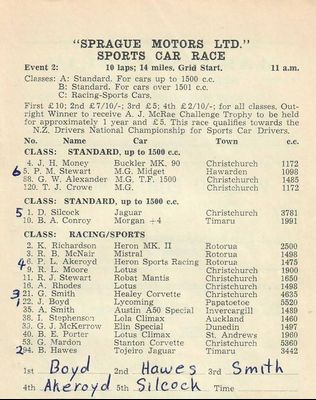 "SPRAGUE MOTORS LTD."
SPORTS CAR RACE
Event 2: 10 laps; 14 miles. Grid Start. 11 a.m.
Classes: A: Standard. For cars up to 1500 c.c.
B: Standard. For cars over 1501 c.c.
C: Racing-Sports Cars.
First £10; 2nd £7/10/-; 3rd £5; 4th £2/10/-; for all classes. Out-
right Winner to receive A. J. McRae Challenge Trophy to be held
for approximately 1 year and £5. This race qualifies towards the
N.Z. Drivers National Championship for Sports Car Drivers.
No. Name Car Town c.c.
CLASS: STANDARD, up to 1500 c.c.
4. J. H. Money Buckler MK. 90 Christchurch 1172
6 5. P. M. Stewart M.G. Midget Hawarden 1098
88. G. W. Alexander M.G. T.F. 1500 Christchurch 1485
120. T. J. Crowe M.G. Christchurch 1172
CLASS: STANDARD, up to 1500 c.c.
5 1. D. Silcock Jaguar Christchurch 3781
19. B. A. Conroy Morgan +4 Timaru 1991
CLASS: RACING/SPORTS
2. K. Richardson Heron MK. II Rotorua 2500
3. R. B. McNair Mistral Rotorua 1498
4 8. P. L. Akeroyd Heron Sports Racing Rotorua 1475
9. R. L. Moore Lotus Christchurch 1900
11. R. J. Stewart Robat Mantis Christchurch 1650
16. A. Rhodes Lotus Christchurch 1498
3 21. G. Smith Healey Corvette Christchurch 4635
1 22. J. Boyd Lycoming Papatoetoe 5520
35. A. Smith Austin A50 Special Invercargill 1489
38. I. Stephenson Lola Climax Auckland 1460
39. G. J. McKerrow Elin Special Dunedin 1497
40. B. E. Porter Lotus Climax St. Andrews 1960
53. G. Mardon Stanton Corvette Christchurch 5360
2 94. B. Hawes Tojeiro Jaguar Timaru 3442
1st Boyd 2nd Hawes 3rd Smith
4th Akeroyd 5th Silcock Time